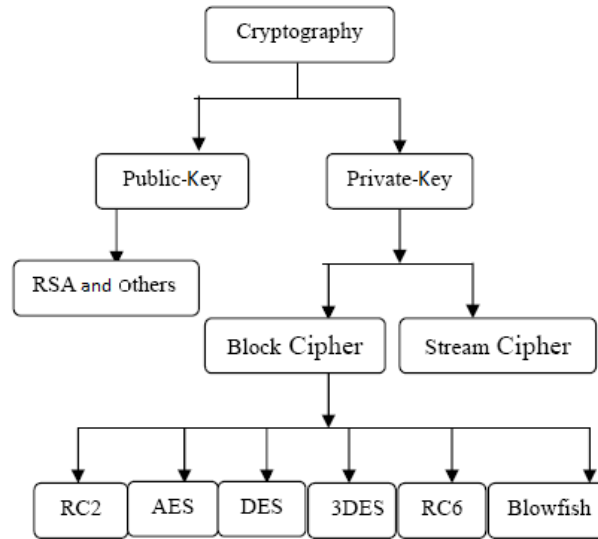 Cryptography
Public-Key
Private-Key
RSA and Others
Block Cipher
Stream Cipher
RC2
AES
DES
3DES
RC6
Blowfish